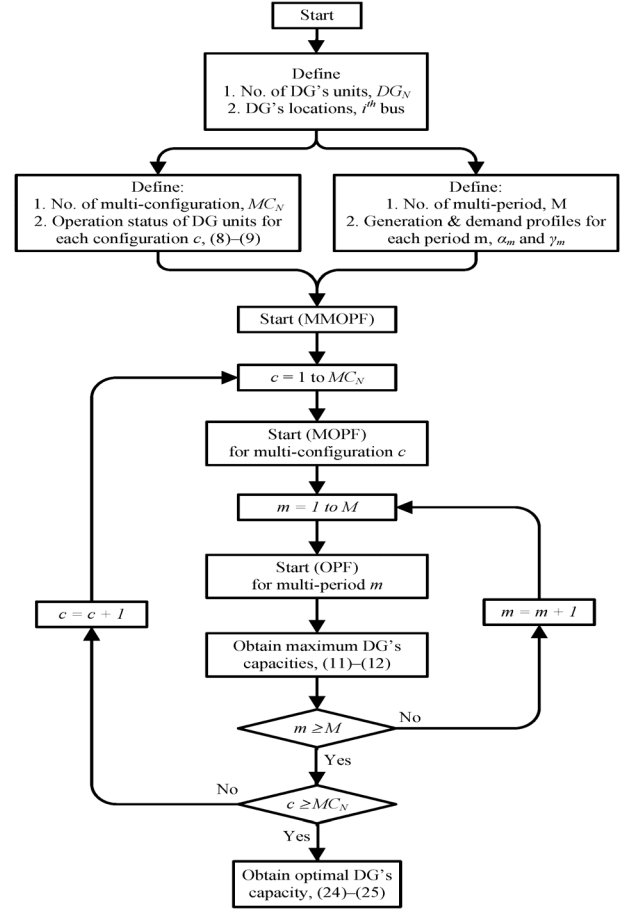 Start
Define
1. No. of DG's units, DG_N
2. DG's locations, i^th bus
Define:
1. No. of multi-configuration, MC_N
2. Operation status of DG units for
each configuration c, (8)–(9)
Define:
1. No. of multi-period, M
2. Generation & demand profiles for
each period m, α_m and γ_m
Start (MMOPF)
c = 1 to MC_N
Start (MOPF)
for multi-configuration c
m = 1 to M
Start (OPF)
for multi-period m
c = c + 1
m = m + 1
Obtain maximum DG's
capacities, (11)–(12)
m ≥M
No
Yes
No
c ≥MC_N
Yes
Obtain optimal DG's
capacity, (24)–(25)